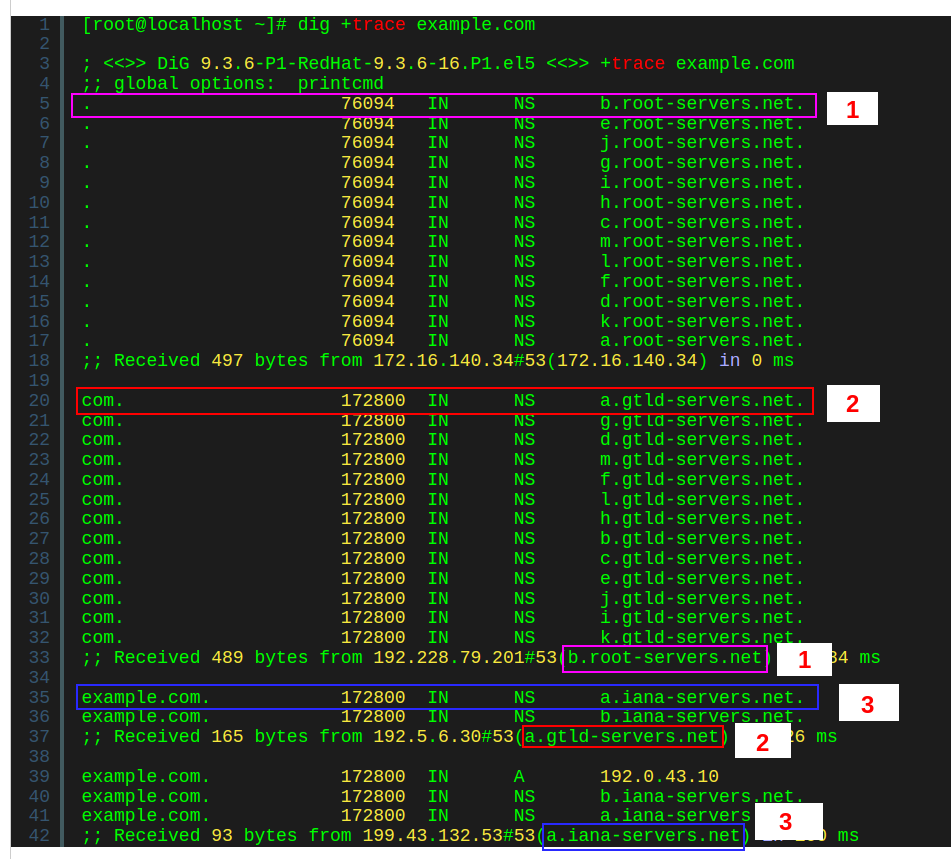 1 [root@localhost ~]# dig +trace example.com
2
3 ; <<>> DiG 9.3.6-P1-RedHat-9.3.6-16.P1.el5 <<>> +trace example.com
4 ;; global options:  printcmd
5 . 76094 IN NS b.root-servers.net. 1
6 . 76094 IN NS e.root-servers.net.
7 . 76094 IN NS j.root-servers.net.
8 . 76094 IN NS g.root-servers.net.
9 . 76094 IN NS i.root-servers.net.
10 . 76094 IN NS h.root-servers.net.
11 . 76094 IN NS c.root-servers.net.
12 . 76094 IN NS m.root-servers.net.
13 . 76094 IN NS l.root-servers.net.
14 . 76094 IN NS f.root-servers.net.
15 . 76094 IN NS d.root-servers.net.
16 . 76094 IN NS k.root-servers.net.
17 . 76094 IN NS a.root-servers.net.
18 ;; Received 497 bytes from 172.16.140.34#53(172.16.140.34) in 0 ms
19
20 com. 172800 IN NS a.gtld-servers.net. 2
21 com. 172800 IN NS g.gtld-servers.net.
22 com. 172800 IN NS d.gtld-servers.net.
23 com. 172800 IN NS m.gtld-servers.net.
24 com. 172800 IN NS f.gtld-servers.net.
25 com. 172800 IN NS l.gtld-servers.net.
26 com. 172800 IN NS h.gtld-servers.net.
27 com. 172800 IN NS b.gtld-servers.net.
28 com. 172800 IN NS c.gtld-servers.net.
29 com. 172800 IN NS e.gtld-servers.net.
30 com. 172800 IN NS j.gtld-servers.net.
31 com. 172800 IN NS i.gtld-servers.net.
32 com. 172800 IN NS k.gtld-servers.net.
33 ;; Received 489 bytes from 192.228.79.201#53(b.root-servers.net) 1 ms
34
35 example.com. 172800 IN NS a.iana-servers.net. 3
36 example.com. 172800 IN NS b.iana-servers.net.
37 ;; Received 165 bytes from 192.5.6.30#53(a.gtld-servers.net) 2 ms
38
39 example.com. 172800 IN A 192.0.43.10
40 example.com. 172800 IN NS b.iana-servers.net.
41 example.com. 172800 IN NS a.iana-servers 3
42 ;; Received 93 bytes from 199.43.132.53#53(a.iana-servers.net) ms